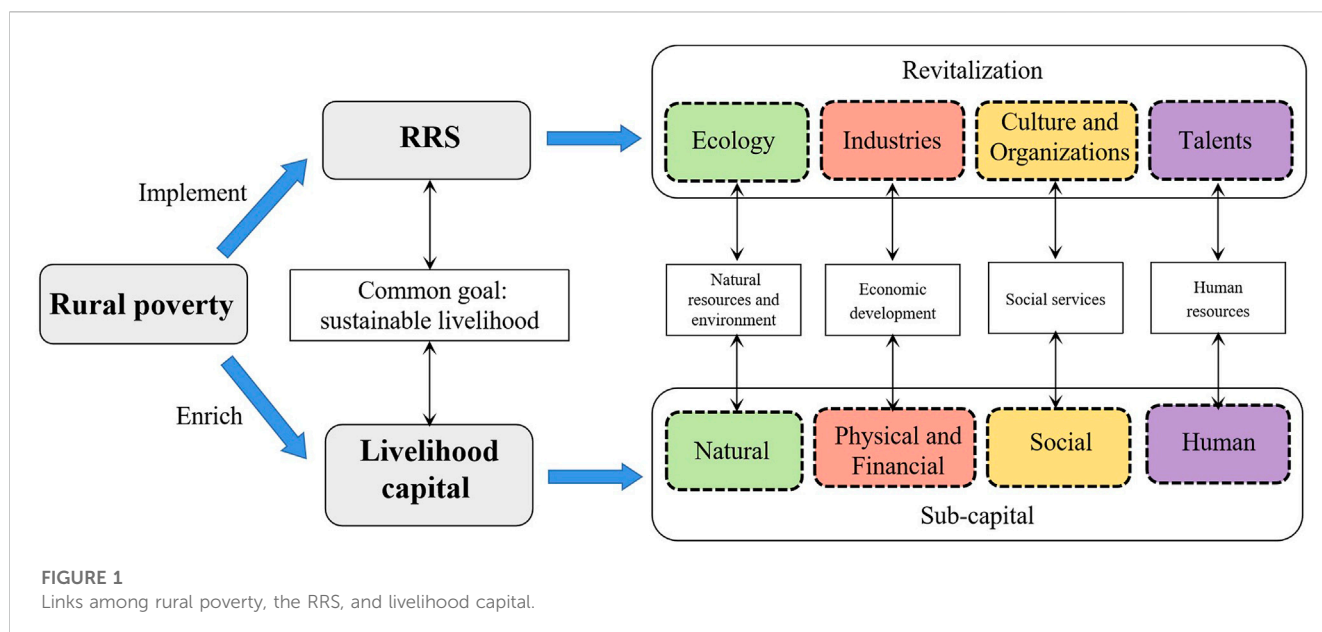 Revitalization
Ecology
Industries
Culture and
Organizations
Talents
RRS
Implement
Natural
resources and
environment
Economic
development
Social services
Human
resources
Rural poverty
Common goal:
sustainable livelihood
Enrich
Livelihood
capital
Natural
Physical and
Financial
Social
Human
Sub-capital
FIGURE 1
Links among rural poverty, the RRS, and livelihood capital.